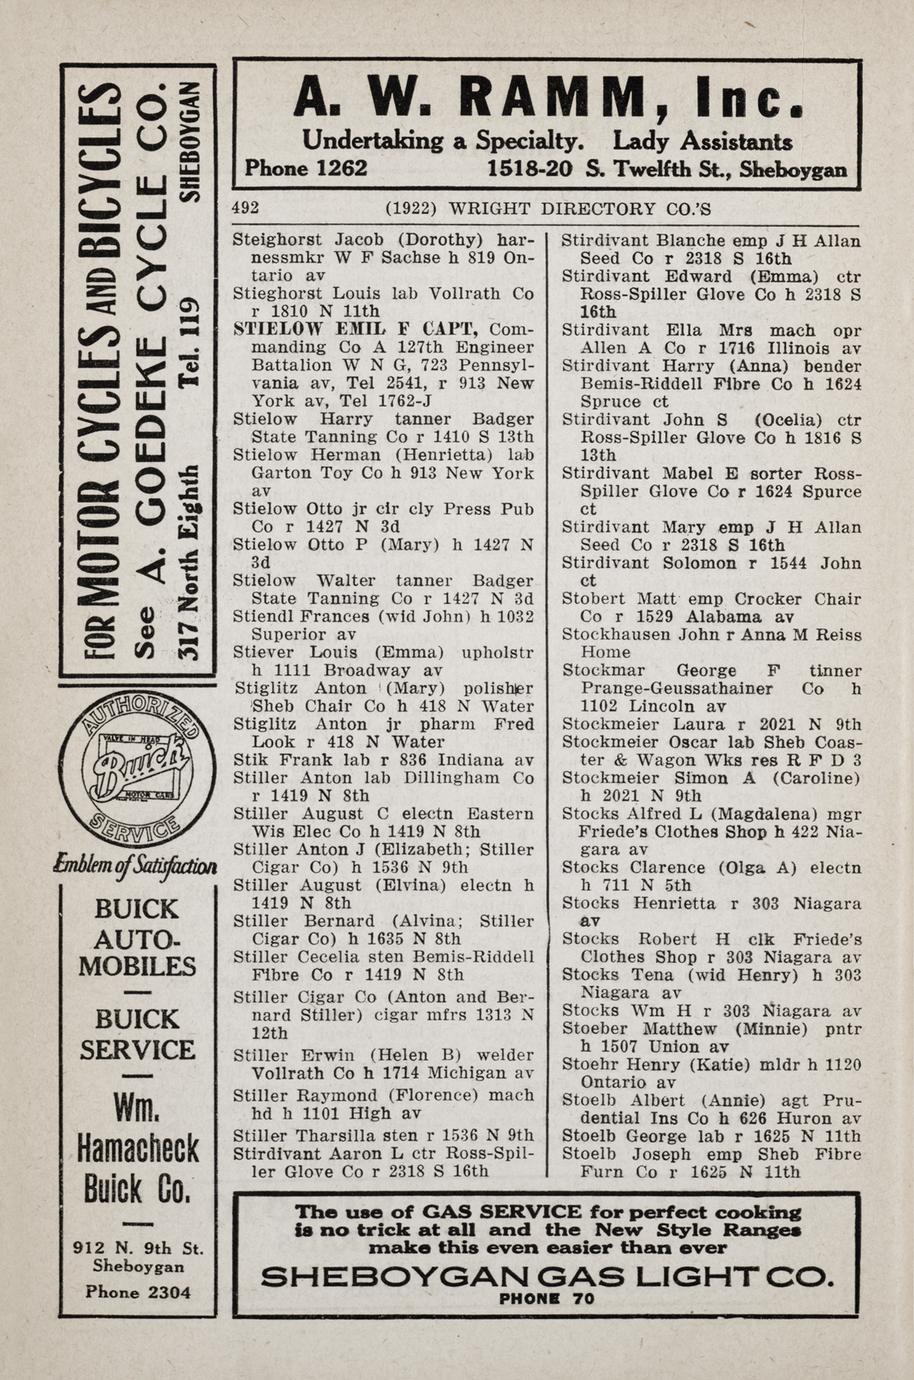 A. W. RAMM, Inc.
Undertaking a Specialty. Lady Assistants
Phone 1262 1518-20 S. Twelfth St., Sheboygan
FOR MOTOR CYCLES AND BICYCLES
See A. GOEDEKE CYCLE CO.
317 North Eighth Tel. 119 SHEBOYGAN
AUTHORIZED
VALVE IN HEAD
Buick
MOTOR CARS
SERVICE
Emblem of Satisfaction
BUICK
AUTO-
MOBILES
BUICK
SERVICE
Wm.
Hamacheck
Buick Co.
912 N. 9th St.
Sheboygan
Phone 2304
492 (1922) WRIGHT DIRECTORY CO.'S
Steighorst Jacob (Dorothy) har-
nessmkr W F Sachse h 819 On-
tario av
Stieghorst Louis lab Vollrath Co
r 1810 N 11th
STIELOW EMIL F CAPT, Com-
manding Co A 127th Engineer
Battalion W N G, 723 Pennsyl-
vania av, Tel 2541, r 913 New
York av, Tel 1762-J
Stielow Harry tanner Badger
State Tanning Co r 1410 S 13th
Stielow Herman (Henrietta) lab
Garton Toy Co h 913 New York
av
Stielow Otto jr cir cly Press Pub
Co r 1427 N 3d
Stielow Otto P (Mary) h 1427 N
3d
Stielow Walter tanner Badger
State Tanning Co r 1427 N 3d
Stiendl Frances (wid John) h 1032
Superior av
Stiever Louis (Emma) upholstr
h 1111 Broadway av
Stiglitz Anton (Mary) polisher
Sheb Chair Co h 418 N Water
Stiglitz Anton jr pharm Fred
Look r 418 N Water
Stik Frank lab r 836 Indiana av
Stiller Anton lab Dillingham Co
r 1419 N 8th
Stiller August C electn Eastern
Wis Elec Co h 1419 N 8th
Stiller Anton J (Elizabeth; Stiller
Cigar Co) h 1536 N 9th
Stiller August (Elvina) electn h
1419 N 8th
Stiller Bernard (Alvina; Stiller
Cigar Co) h 1635 N 8th
Stiller Cecelia sten Bemis-Riddell
Fibre Co r 1419 N 8th
Stiller Cigar Co (Anton and Ber-
nard Stiller) cigar mfrs 1313 N
12th
Stiller Erwin (Helen B) welder
Vollrath Co h 1714 Michigan av
Stiller Raymond (Florence) mach
hd h 1101 High av
Stiller Tharsilla sten r 1536 N 9th
Stirdivant Aaron L ctr Ross-Spil-
ler Glove Co r 2318 S 16th
Stirdivant Blanche emp J H Allan
Seed Co r 2318 S 16th
Stirdivant Edward (Emma) ctr
Ross-Spiller Glove Co h 2318 S
16th
Stirdivant Ella Mrs mach opr
Allen A Co r 1716 Illinois av
Stirdivant Harry (Anna) bender
Bemis-Riddell Fibre Co h 1624
Spruce ct
Stirdivant John S (Ocelia) ctr
Ross-Spiller Glove Co h 1816 S
13th
Stirdivant Mabel E sorter Ross-
Spiller Glove Co r 1624 Spurce
ct
Stirdivant Mary emp J H Allan
Seed Co r 2318 S 16th
Stirdivant Solomon r 1544 John
ct
Stobert Matt emp Crocker Chair
Co r 1529 Alabama av
Stockhausen John r Anna M Reiss
Home
Stockmar George F tinner
Prange-Geussathainer Co h
1102 Lincoln av
Stockmeier Laura r 2021 N 9th
Stockmeier Oscar lab Sheb Coas-
ter & Wagon Wks res R F D 3
Stockmeier Simon A (Caroline)
h 2021 N 9th
Stocks Alfred L (Magdalena) mgr
Friede's Clothes Shop h 422 Nia-
gara av
Stocks Clarence (Olga A) electn
h 711 N 5th
Stocks Henrietta r 303 Niagara
av
Stocks Robert H clk Friede's
Clothes Shop r 303 Niagara av
Stocks Tena (wid Henry) h 303
Niagara av
Stocks Wm H r 303 Niagara av
Stoeber Matthew (Minnie) pntr
h 1507 Union av
Stoehr Henry (Katie) mldr h 1120
Ontario av
Stoelb Albert (Annie) agt Pru-
dential Ins Co h 626 Huron av
Stoelb George lab r 1625 N 11th
Stoelb Joseph emp Sheb Fibre
Furn Co r 1625 N 11th
The use of GAS SERVICE for perfect cooking
is no trick at all and the New Style Ranges
make this even easier than ever
SHEBOYGAN GAS LIGHT CO.
PHONE 70